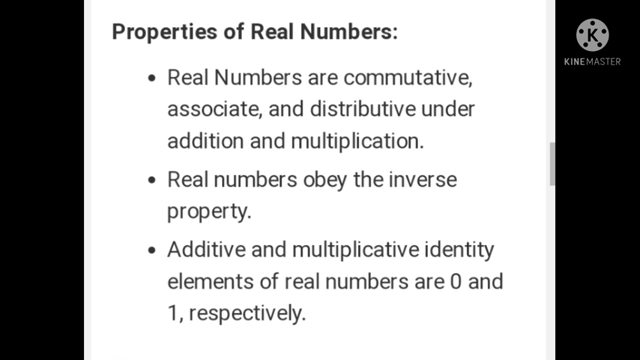 Properties of Real Numbers:
K
KINEMASTER
• Real Numbers are commutative,
associate, and distributive under
addition and multiplication.
• Real numbers obey the inverse
property.
• Additive and multiplicative identity
elements of real numbers are 0 and
1, respectively.